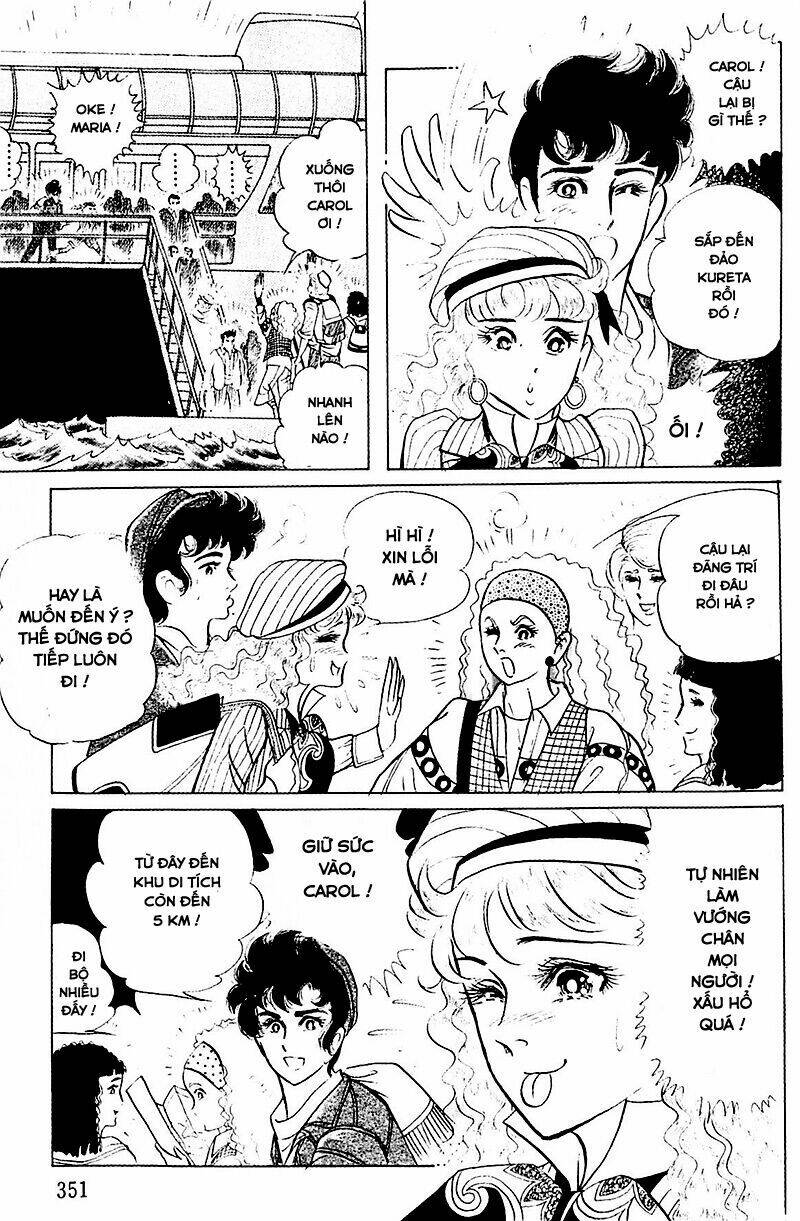 CAROL !
CẬU
LẠI BỊ
GÌ THẾ ?
SẮP ĐẾN
ĐẢO
KURETA
RỒI
ĐÓ !
ỐI !
OKE !
MARIA !
XUỐNG
THÔI
CAROL
ƠI !
NHANH
LÊN
NÀO !
CẬU LẠI
ĐÁNG TRÍ
ĐI ĐÂU
RỒI HẢ ?
HÌ HÌ !
XIN LỖI
MÀ !
HAY LÀ
MUỐN ĐẾN Ý ?
THẾ ĐỨNG ĐÓ
TIẾP LUÔN
ĐI !
TỰ NHIÊN
LÀM
VƯỚNG
CHÂN
MỌI
NGƯỜI !
XẤU HỔ
QUÁ !
GIỮ SỨC
VÀO,
CAROL !
TỪ ĐÂY ĐẾN
KHU DI TÍCH
CÒN ĐẾN
5 KM !
ĐI
BỘ
NHIỀU
ĐẤY !
351